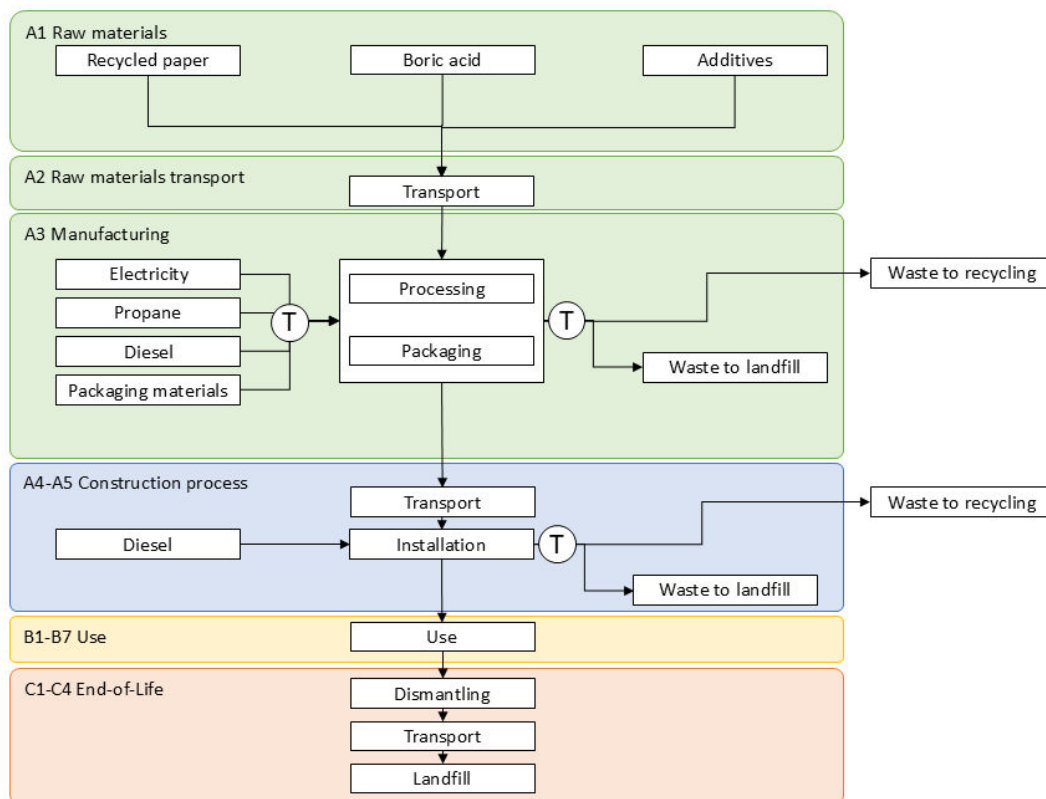 A1 Raw materials
Recycled paper
Boric acid
Additives
A2 Raw materials transport
Transport
A3 Manufacturing
Electricity
Propane
Diesel
Packaging materials
T
Processing
Packaging
T
Waste to recycling
Waste to landfill
A4-A5 Construction process
Transport
Diesel
Installation
T
Waste to recycling
Waste to landfill
B1-B7 Use
Use
C1-C4 End-of-Life
Dismantling
Transport
Landfill